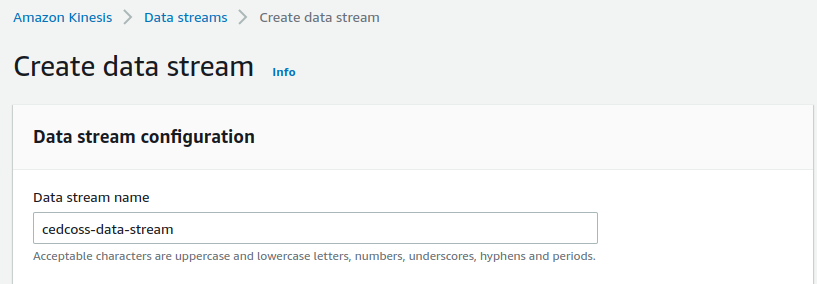 Amazon Kinesis > Data streams > Create data stream
Create data stream Info
Data stream configuration
Data stream name
cedcoss-data-stream
Acceptable characters are uppercase and lowercase letters, numbers, underscores, hyphens and periods.